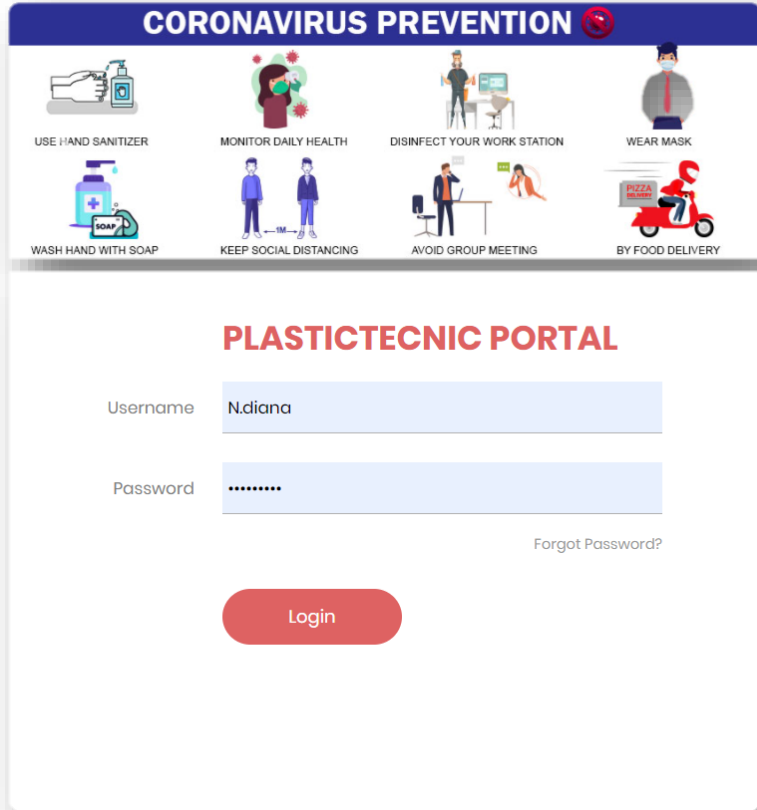 CORONAVIRUS PREVENTION
USE HAND SANITIZER MONITOR DAILY HEALTH DISINFECT YOUR WORK STATION WEAR MASK
SOAP
1M
PIZZA
DELIVERY
WASH HAND WITH SOAP KEEP SOCIAL DISTANCING AVOID GROUP MEETING BY FOOD DELIVERY
PLASTICTECNIC PORTAL
Username N.diana
Password •••••••••
Forgot Password?
Login